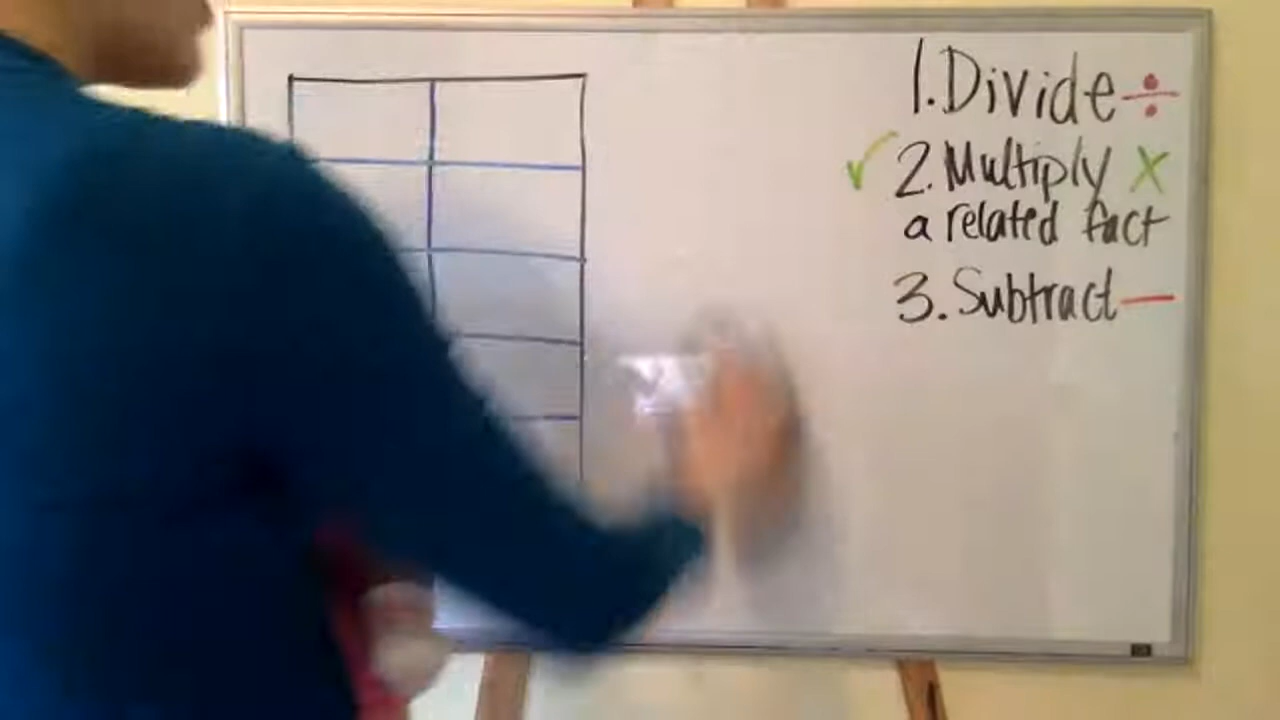 1. Divide ÷
✓ 2. Multiply X
a related fact
3. Subtract —